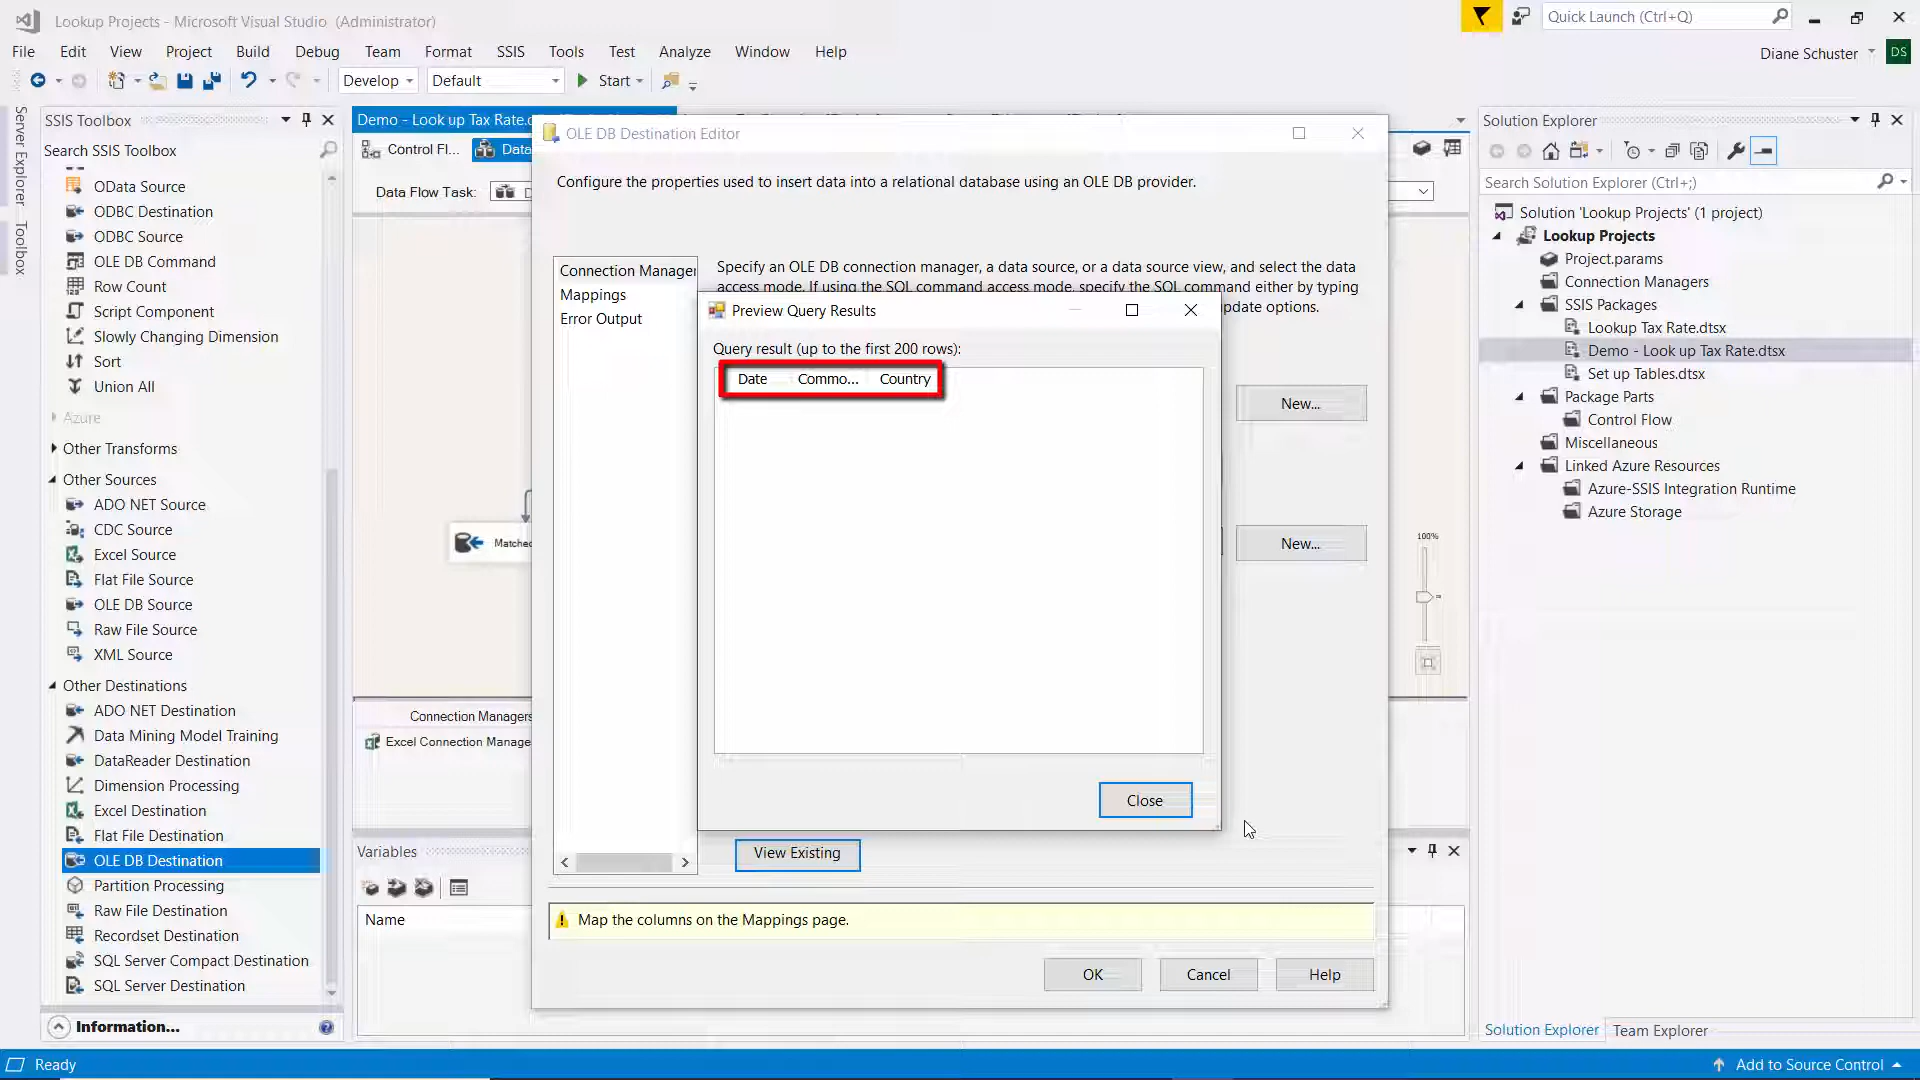 Lookup Projects - Microsoft Visual Studio (Administrator)
Quick Launch (Ctrl+Q)
File Edit View Project Build Debug Team Format SSIS Tools Test Analyze Window Help
Diane Schuster DS
Develop Default Start
Server Explorer
Toolbox
SSIS Toolbox
Search SSIS Toolbox
OData Source
ODBC Destination
ODBC Source
OLE DB Command
Row Count
Script Component
Slowly Changing Dimension
Sort
Union All
Azure
Other Transforms
Other Sources
ADO NET Source
CDC Source
Excel Source
Flat File Source
OLE DB Source
Raw File Source
XML Source
Other Destinations
ADO NET Destination
Data Mining Model Training
DataReader Destination
Dimension Processing
Excel Destination
Flat File Destination
OLE DB Destination
Partition Processing
Raw File Destination
Recordset Destination
SQL Server Compact Destination
SQL Server Destination
Information...
Demo - Look up Tax Rate.d
Control Fl... Data
Data Flow Task:
Matched
Connection Managers
Excel Connection Manage
Variables
Name
100%
OLE DB Destination Editor
Configure the properties used to insert data into a relational database using an OLE DB provider.
Connection Manager
Mappings
Error Output
Specify an OLE DB connection manager, a data source, or a data source view, and select the data
access mode. If using the SQL command access mode, specify the SQL command either by typing
pdate options.
New...
New...
Preview Query Results
Query result (up to the first 200 rows):
Date Commo... Country
Close
View Existing
Map the columns on the Mappings page.
OK Cancel Help
Solution Explorer
Search Solution Explorer (Ctrl+;)
Solution 'Lookup Projects' (1 project)
Lookup Projects
Project.params
Connection Managers
SSIS Packages
Lookup Tax Rate.dtsx
Demo - Look up Tax Rate.dtsx
Set up Tables.dtsx
Package Parts
Control Flow
Miscellaneous
Linked Azure Resources
Azure-SSIS Integration Runtime
Azure Storage
Solution Explorer Team Explorer
Ready
Add to Source Control